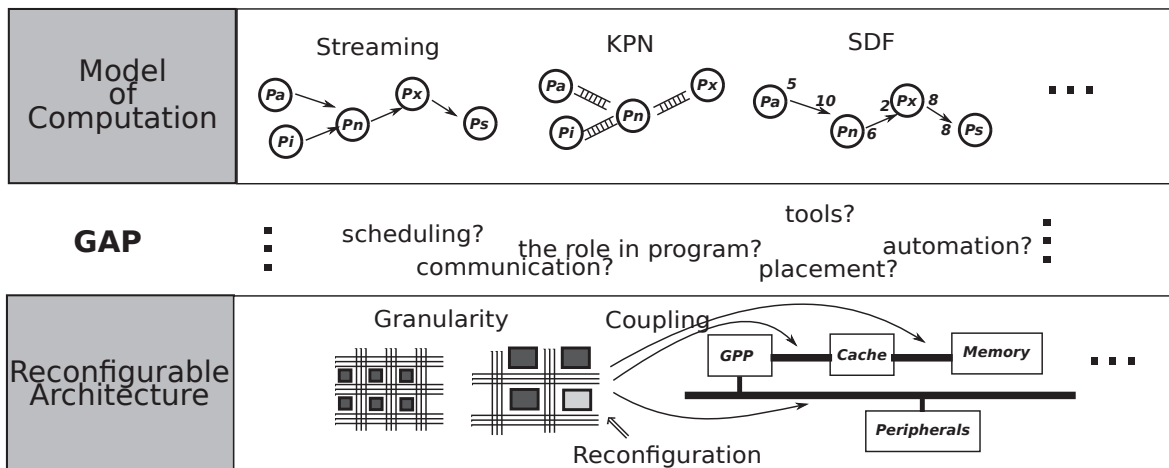 Model
of
Computation
Streaming
Pa
Pi
Pn
Px
Ps
KPN
Pa
Pi
Pn
Px
SDF
Pa
5
10
Pn
6
2
Px
8
8
Ps
GAP
scheduling?
communication?
the role in program?
tools?
placement?
automation?
Reconfigurable
Architecture
Granularity
Coupling
Reconfiguration
GPP
Cache
Memory
Peripherals